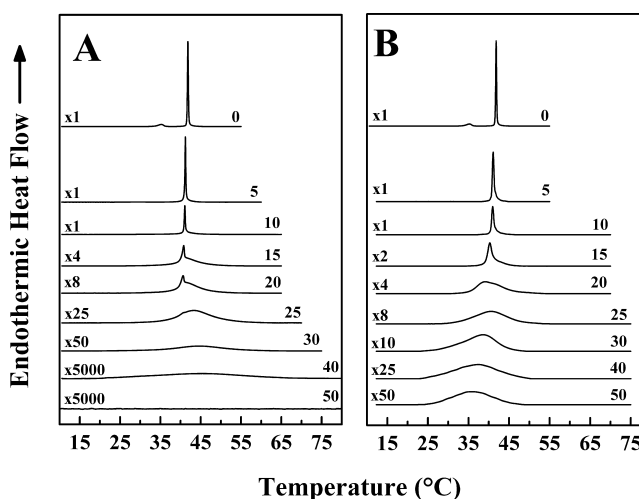 A
B
Endothermic Heat Flow
x1 0
x1 5
x1 10
x4 15
x8 20
x25 25
x50 30
x5000 40
x5000 50
x1 0
x1 5
x1 10
x2 15
x4 20
x8 25
x10 30
x25 40
x50 50
15 25 35 45 55 65 75
15 25 35 45 55 65 75
Temperature (°C)